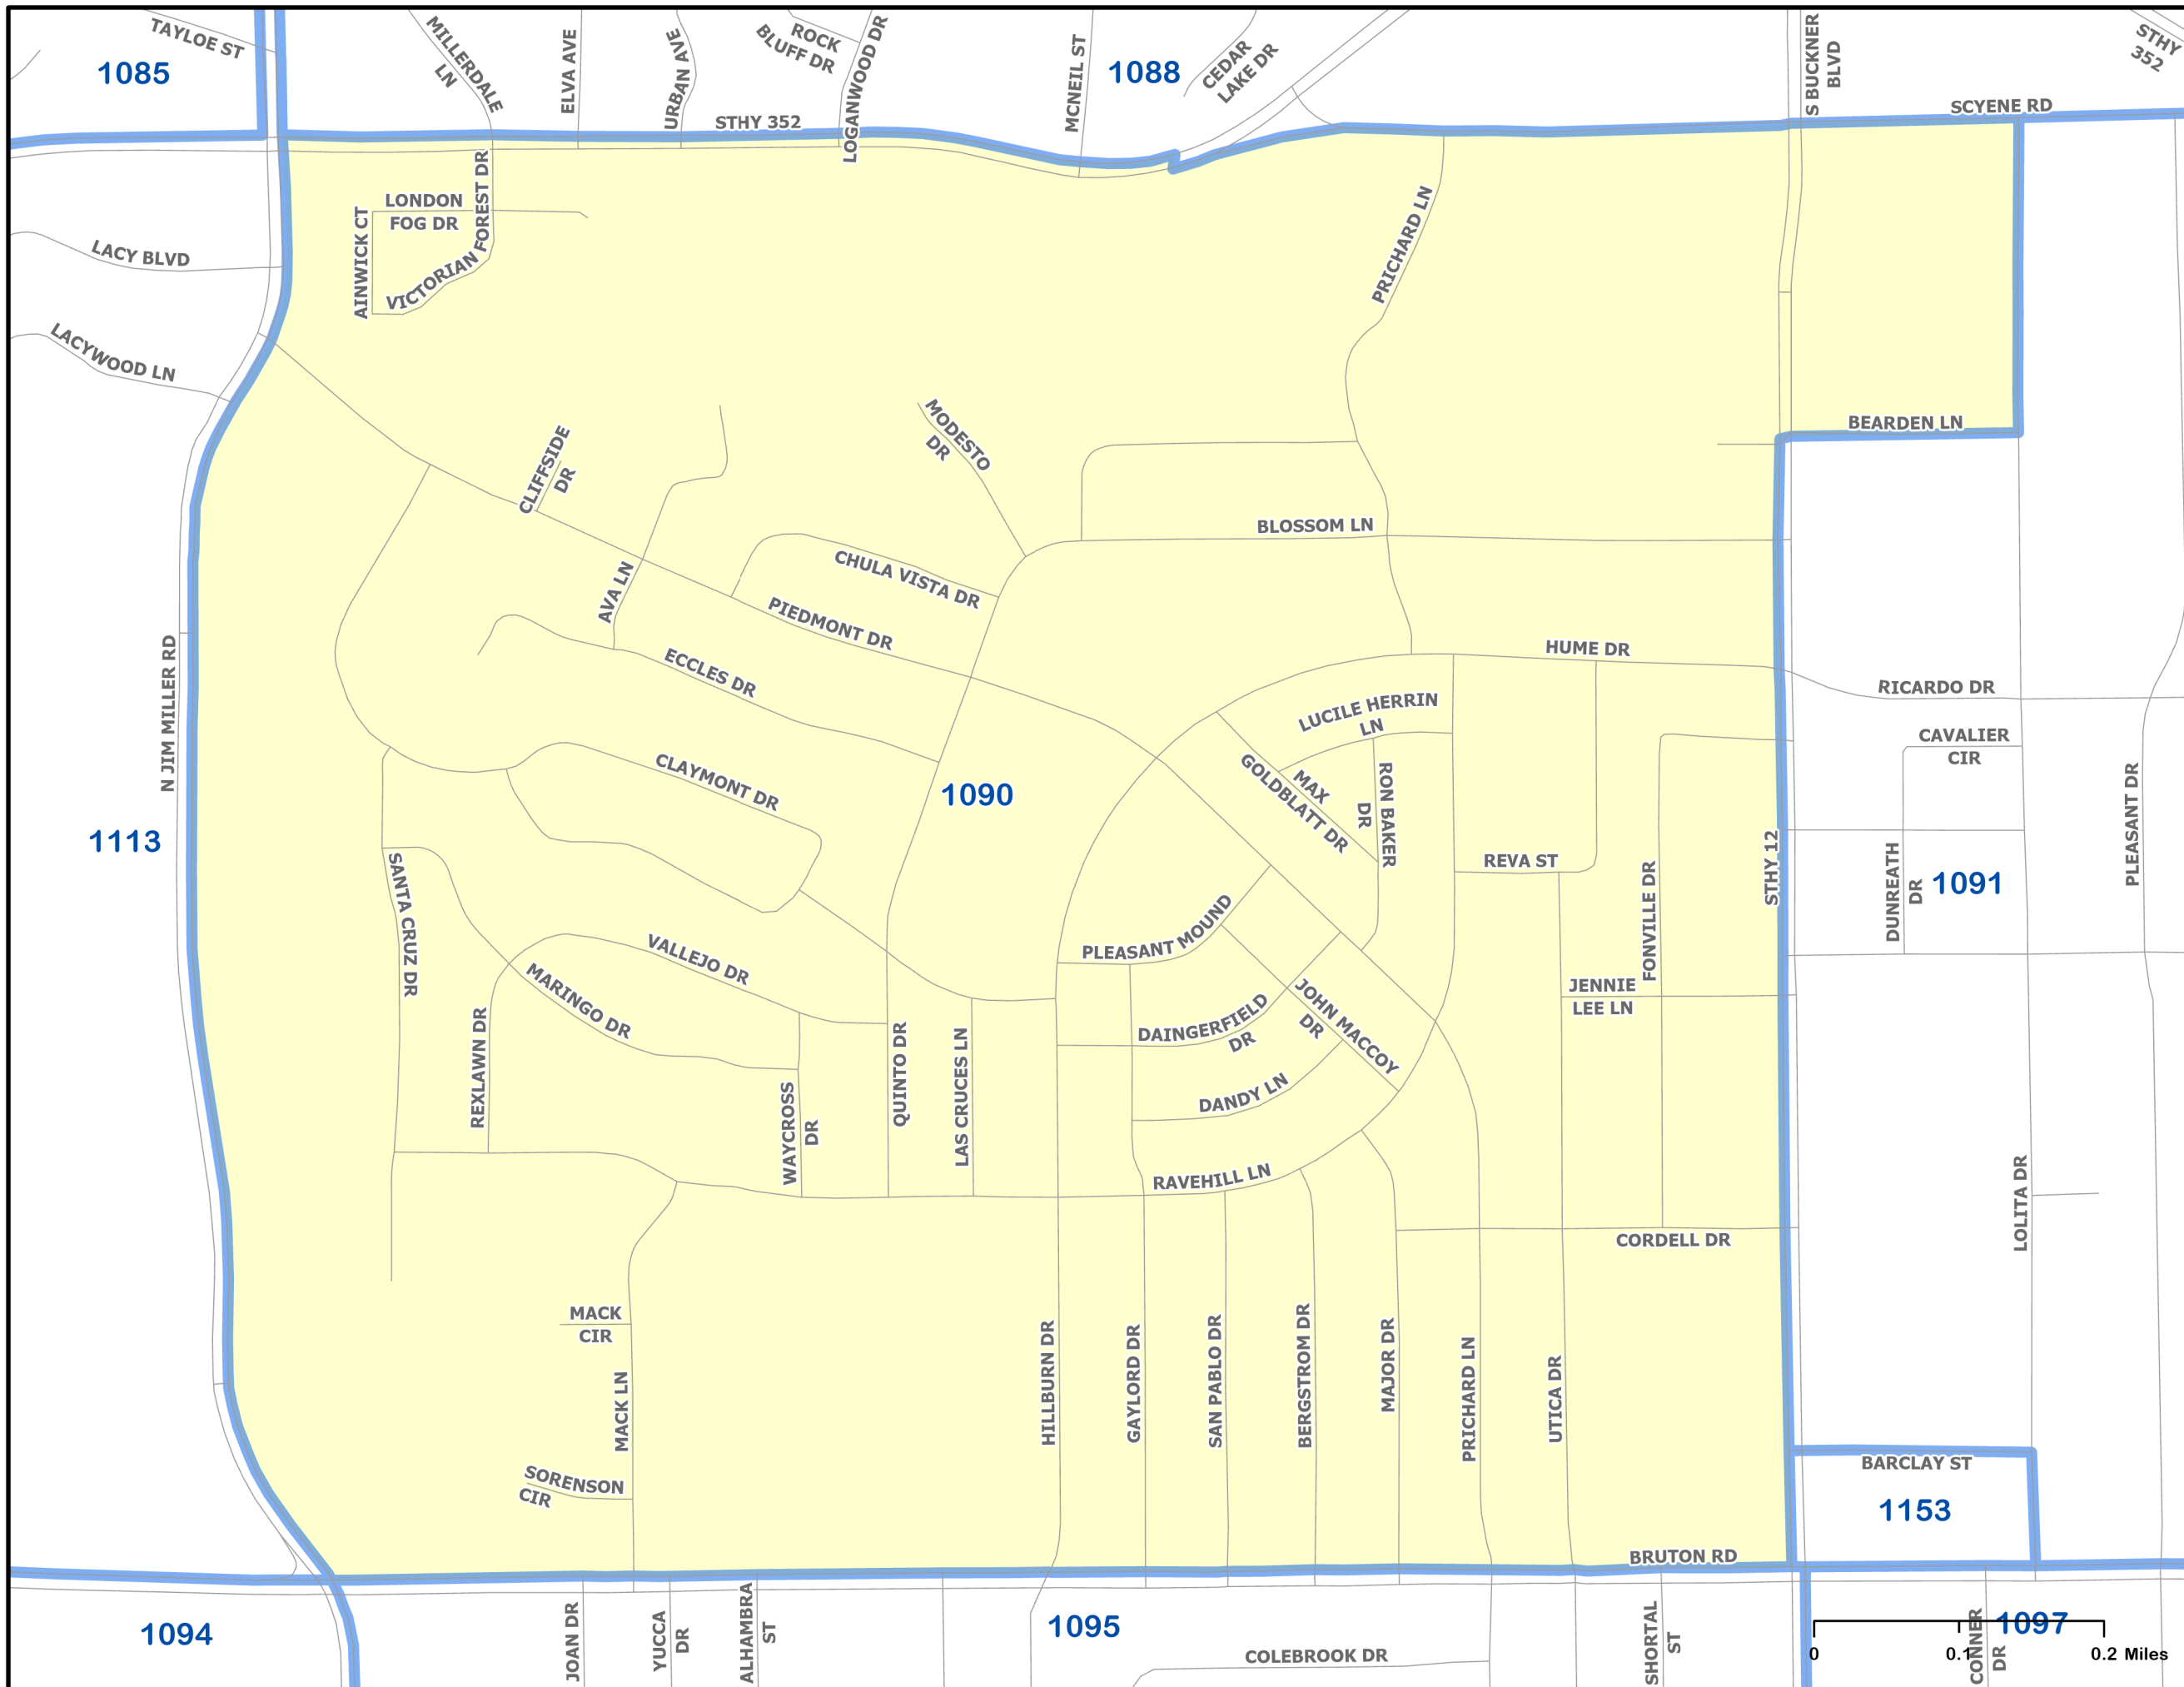 TAYLOE ST
1085
MILLERDALE
LN
ELVA AVE
URBAN AVE
ROCK
BLUFF DR
LOGANWOOD DR
MCNEIL ST
1088
CEDAR
LAKE DR
S BUCKNER
BLVD
STHY
352
SCYENE RD
STHY 352
LONDON
FOG DR
AINWICK CT
VICTORIAN
FOREST DR
LACY BLVD
LACYWOOD LN
PRICHARD LN
BEARDEN LN
CLIFFSIDE
DR
MODESTO
DR
BLOSSOM LN
AVA LN
CHULA VISTA DR
PIEDMONT DR
ECCLES DR
HUME DR
RICARDO DR
N JIM MILLER RD
LUCILE HERRIN
LN
CAVALIER
CIR
CLAYMONT DR
1090
MAX
GOLDBLATT DR
RON BAKER
DR
PLEASANT DR
1113
REVA ST
STHY 12
DUNREATH
DR
1091
SANTA CRUZ DR
FONVILLE DR
PLEASANT MOUND
VALLEJO DR
MARINGO DR
JENNIE
LEE LN
DAINGERFIELD
DR
JOHN MACCOY
DR
REXLAWN DR
QUINTO DR
LAS CRUCES LN
WAYCROSS
DR
DANDY LN
RAVEHILL LN
LOLITA DR
CORDELL DR
MACK
CIR
MACK LN
HILLBURN DR
GAYLORD DR
SAN PABLO DR
BERGSTROM DR
MAJOR DR
PRICHARD LN
UTICA DR
SORENSON
CIR
BARCLAY ST
1153
BRUTON RD
1094
JOAN DR
YUCCA
DR
ALHAMBRA
ST
1095
COLEBROOK DR
SHORTAL
ST
CONNER
DR
1097
0
0.1
0.2 Miles